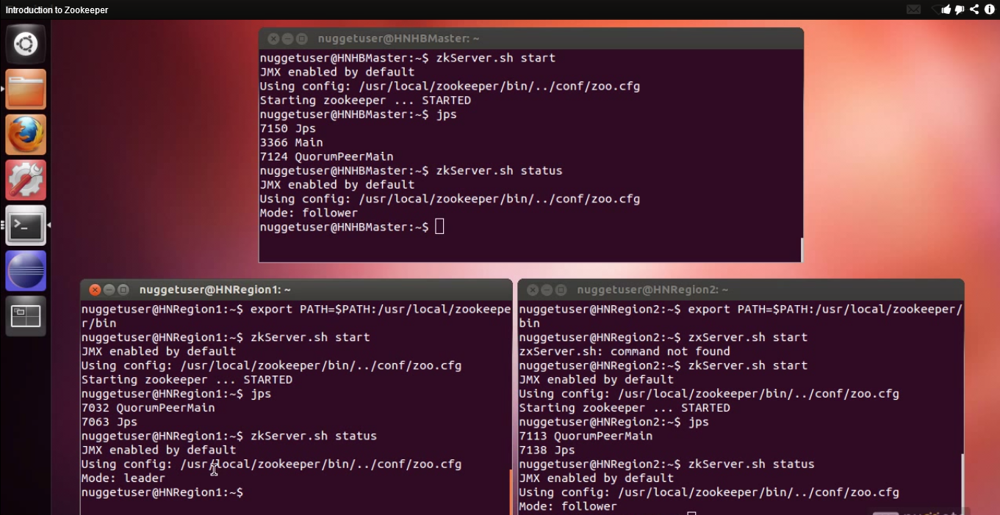 Introduction to Zookeeper
nuggetuser@HNHBMaster: ~
nuggetuser@HNHBMaster:~$ zkServer.sh start
JMX enabled by default
Using config: /usr/local/zookeeper/bin/../conf/zoo.cfg
Starting zookeeper ... STARTED
nuggetuser@HNHBMaster:~$ jps
7150 Jps
3366 Main
7124 QuorumPeerMain
nuggetuser@HNHBMaster:~$ zkServer.sh status
JMX enabled by default
Using config: /usr/local/zookeeper/bin/../conf/zoo.cfg
Mode: follower
nuggetuser@HNHBMaster:~$
nuggetuser@HNRegion1: ~
nuggetuser@HNRegion1:~$ export PATH=$PATH:/usr/local/zookeepe
r/bin
nuggetuser@HNRegion1:~$ zkServer.sh start
JMX enabled by default
Using config: /usr/local/zookeeper/bin/../conf/zoo.cfg
Starting zookeeper ... STARTED
nuggetuser@HNRegion1:~$ jps
7032 QuorumPeerMain
7063 Jps
nuggetuser@HNRegion1:~$ zkServer.sh status
JMX enabled by default
Using config: /usr/local/zookeeper/bin/../conf/zoo.cfg
Mode: leader
nuggetuser@HNRegion1:~$
nuggetuser@HNRegion2: ~
nuggetuser@HNRegion2:~$ export PATH=$PATH:/usr/local/zookeeper/
bin
nuggetuser@HNRegion2:~$ zxServer.sh start
zxServer.sh: command not found
nuggetuser@HNRegion2:~$ zkServer.sh start
JMX enabled by default
Using config: /usr/local/zookeeper/bin/../conf/zoo.cfg
Starting zookeeper ... STARTED
nuggetuser@HNRegion2:~$ jps
7113 QuorumPeerMain
7138 Jps
nuggetuser@HNRegion2:~$ zkServer.sh status
JMX enabled by default
Using config: /usr/local/zookeeper/bin/../conf/zoo.cfg
Mode: follower